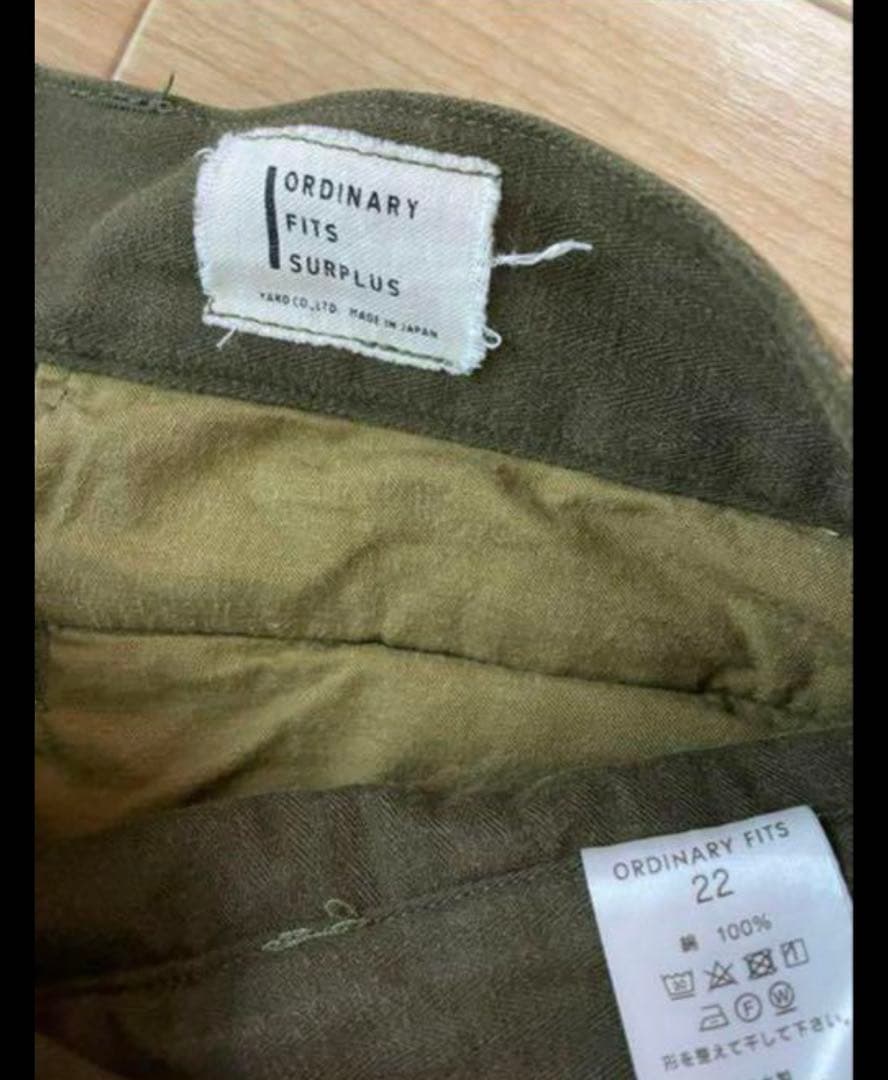 ORDINARY
FITS
SURPLUS
YARD CO.,LTD. MADE IN JAPAN
ORDINARY FITS
22
綿 100%
30
F W
形を整えて干して下さい。